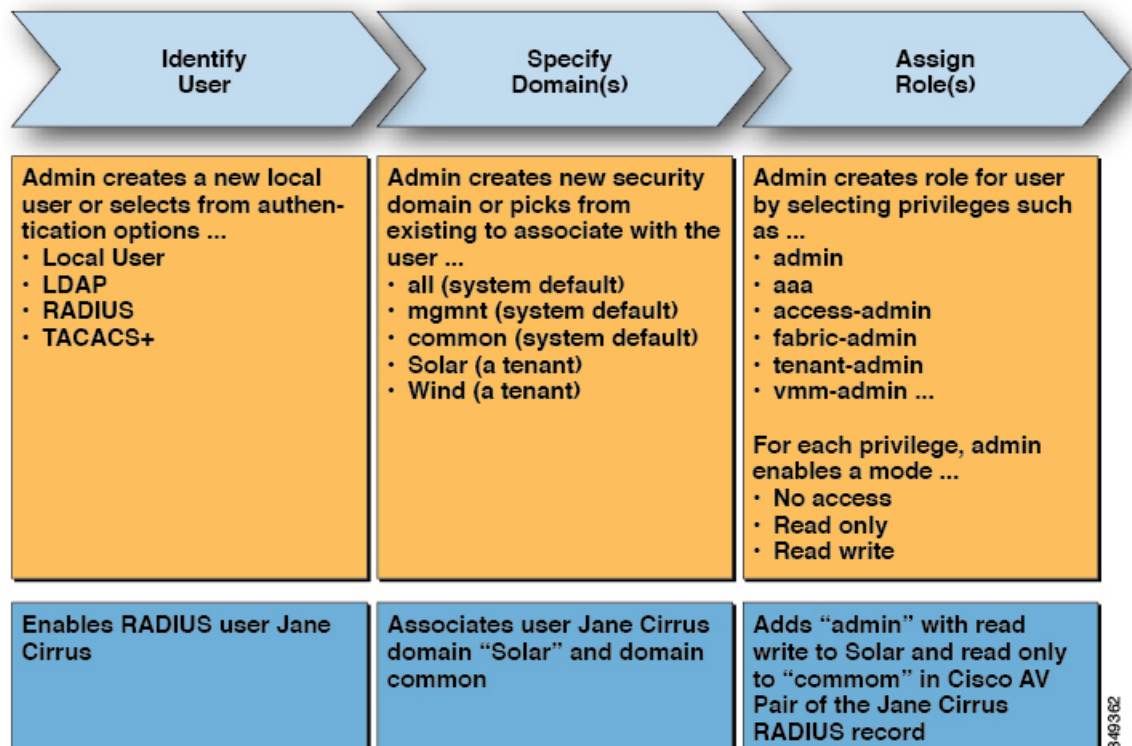 Identify
User
Specify
Domain(s)
Assign
Role(s)
Admin creates a new local
user or selects from authen-
tication options ...
• Local User
• LDAP
• RADIUS
• TACACS+
Admin creates new security
domain or picks from
existing to associate with the
user ...
• all (system default)
• mgmnt (system default)
• common (system default)
• Solar (a tenant)
• Wind (a tenant)
Admin creates role for user
by selecting privileges such
as ...
• admin
• aaa
• access-admin
• fabric-admin
• tenant-admin
• vmm-admin ...
For each privilege, admin
enables a mode ...
• No access
• Read only
• Read write
Enables RADIUS user Jane
Cirrus
Associates user Jane Cirrus
domain “Solar” and domain
common
Adds “admin” with read
write to Solar and read only
to “commom” in Cisco AV
Pair of the Jane Cirrus
RADIUS record
349362